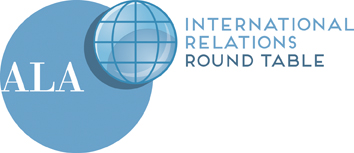 ALA
INTERNATIONAL
RELATIONS
ROUND TABLE